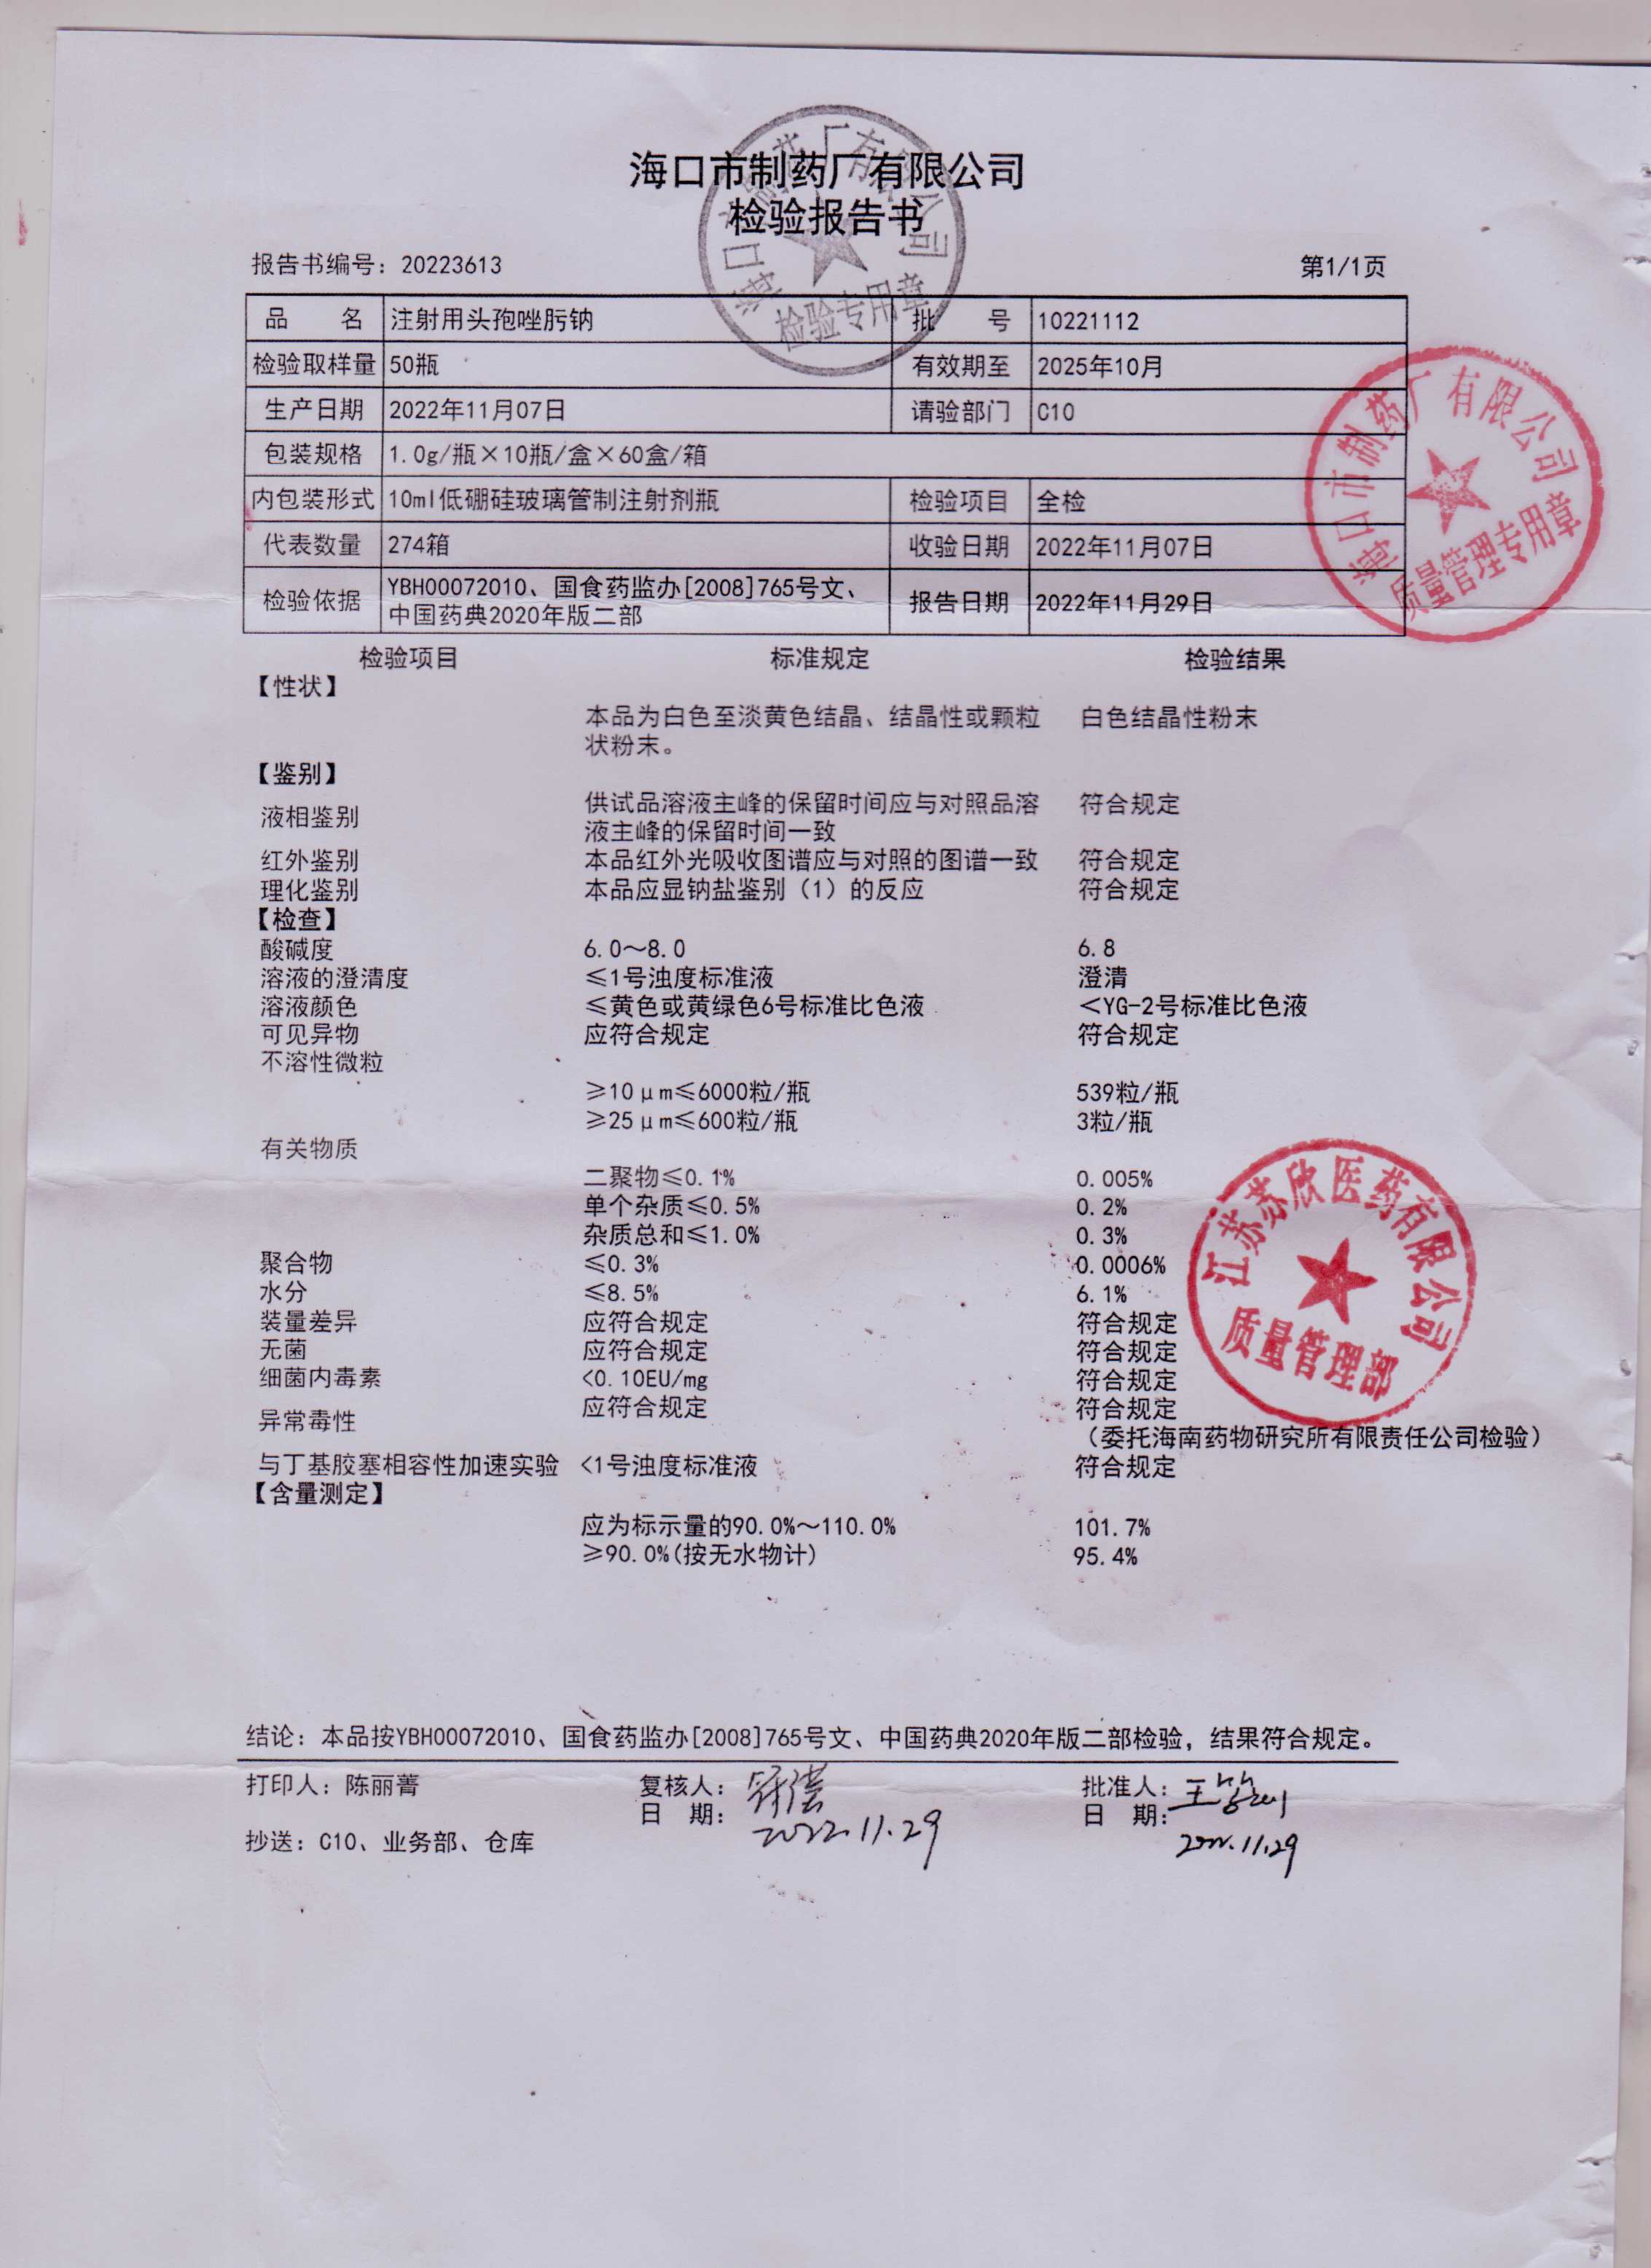 海口市制药厂有限公司
检验报告书
海口市制药厂有限公司
检验专用章
报告书编号：20223613 第1/1页
品 名 注射用头孢唑肟钠 批 号 10221112
检验取样量 50瓶 有效期至 2025年10月
生产日期 2022年11月07日 请验部门 C10
包装规格 1.0g/瓶×10瓶/盒×60盒/箱
内包装形式 10ml低硼硅玻璃管制注射剂瓶 检验项目 全检
代表数量 274箱 收验日期 2022年11月07日
检验依据 YBH00072010、国食药监办[2008]765号文、
中国药典2020年版二部 报告日期 2022年11月29日
海口市制药厂有限公司
质量管理专用章
检验项目 标准规定 检验结果
【性状】
本品为白色至淡黄色结晶、结晶性或颗粒 白色结晶性粉末
状粉末。
【鉴别】
液相鉴别 供试品溶液主峰的保留时间应与对照品溶 符合规定
液主峰的保留时间一致
红外鉴别 本品红外光吸收图谱应与对照的图谱一致 符合规定
理化鉴别 本品应显钠盐鉴别（1）的反应 符合规定
【检查】
酸碱度 6.0～8.0 6.8
溶液的澄清度 ≤1号浊度标准液 澄清
溶液颜色 ≤黄色或黄绿色6号标准比色液 <YG-2号标准比色液
可见异物 应符合规定 符合规定
不溶性微粒
≥10μm≤6000粒/瓶 539粒/瓶
≥25μm≤600粒/瓶 3粒/瓶
有关物质
二聚物≤0.1% 0.005%
单个杂质≤0.5% 0.2%
杂质总和≤1.0% 0.3%
聚合物 ≤0.3% 0.0006%
水分 ≤8.5% 6.1%
装量差异 应符合规定 符合规定
无菌 应符合规定 符合规定
细菌内毒素 <0.10EU/mg 符合规定
异常毒性 应符合规定 符合规定
（委托海南药物研究所有限责任公司检验）
与丁基胶塞相容性加速实验 <1号浊度标准液 符合规定
江苏苏欣医药有限公司
质量管理部
【含量测定】
应为标示量的90.0%～110.0% 101.7%
≥90.0%(按无水物计) 95.4%
结论：本品按YBH00072010、国食药监办[2008]765号文、中国药典2020年版二部检验，结果符合规定。
打印人：陈丽菁 复核人： 批准人：
日 期：2022.11.29 日 期：2022.11.29
抄送：C10、业务部、仓库